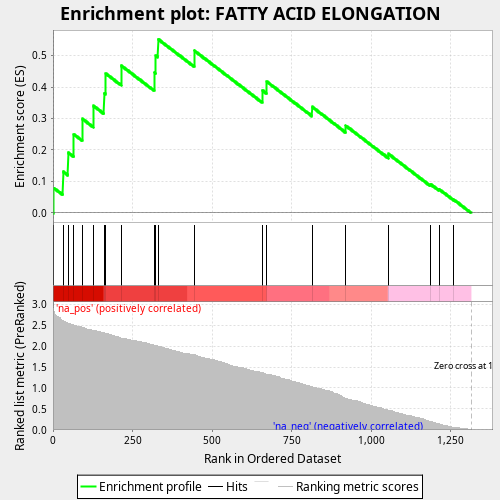 Enrichment plot: FATTY ACID ELONGATION
Enrichment score (ES)
0.5
0.4
0.3
0.2
0.1
0.0
'na_pos' (positively correlated)
Ranked list metric (PreRanked)
3.0
2.5
2.0
1.5
1.0
0.5
0.0
Zero cross at 1
'na_neg' (negatively correlated)
0
250
500
750
1,000
1,250
Rank in Ordered Dataset
Enrichment profile
Hits
Ranking metric scores